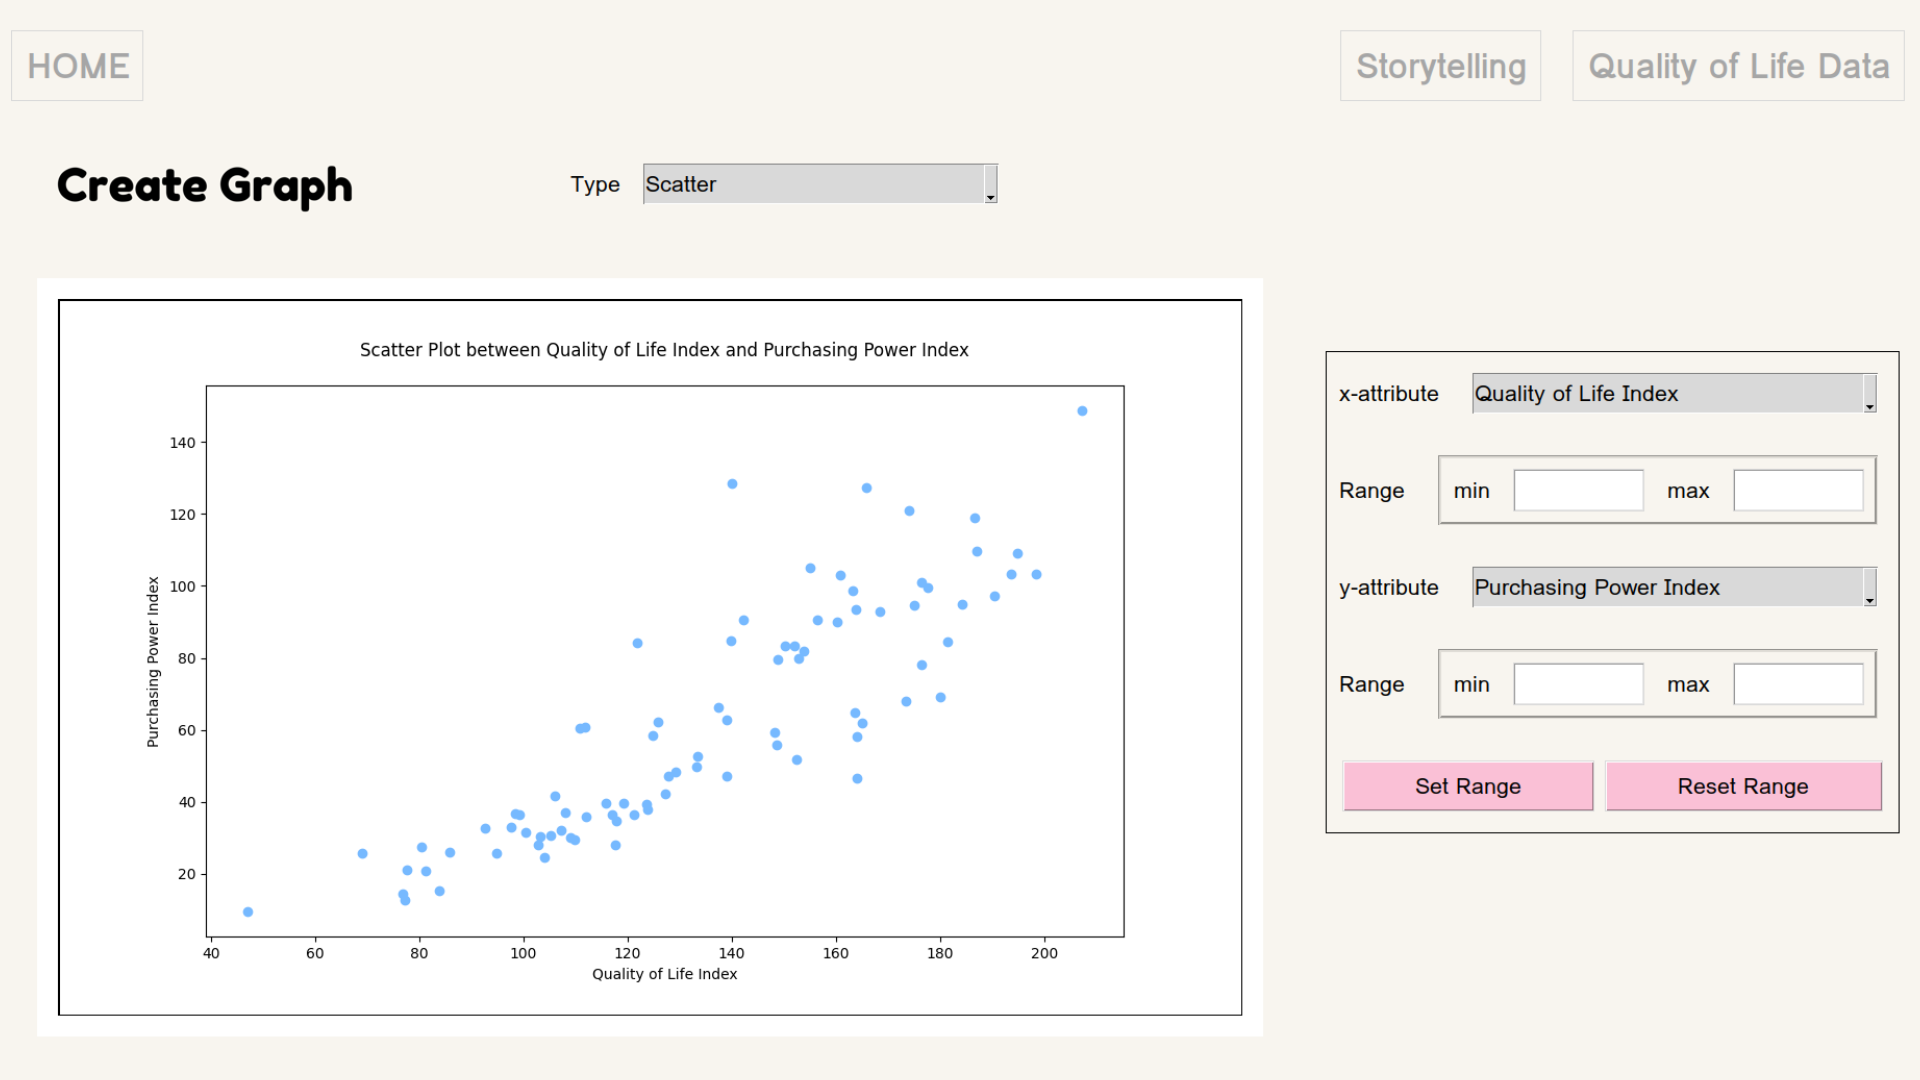 HOME
Storytelling
Quality of Life Data
Create Graph
Type
Scatter
Scatter Plot between Quality of Life Index and Purchasing Power Index
140
120
100
80
60
40
20
Purchasing Power Index
40 60 80 100 120 140 160 180 200
Quality of Life Index
x-attribute
Quality of Life Index
Range
min
max
y-attribute
Purchasing Power Index
Range
min
max
Set Range
Reset Range